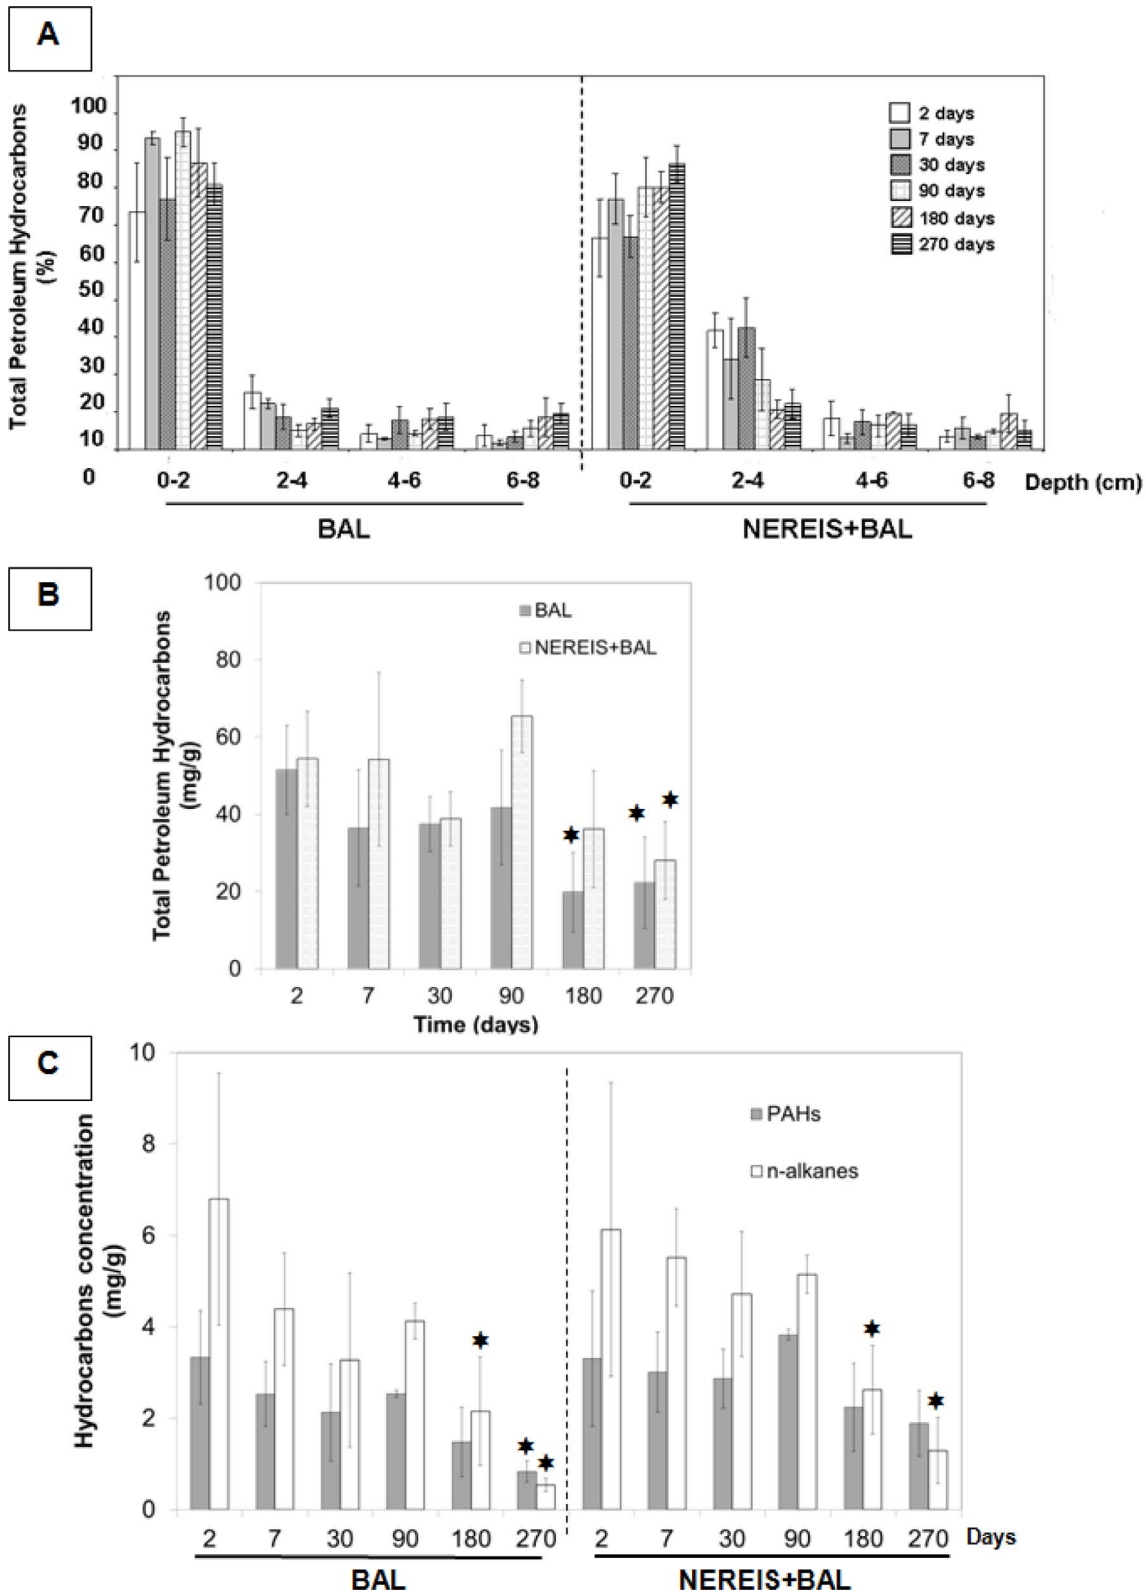 A
Total Petroleum Hydrocarbons
(%)
100
90
80
70
60
50
40
30
20
10
0
2 days
7 days
30 days
90 days
180 days
270 days
0-2 2-4 4-6 6-8 0-2 2-4 4-6 6-8 Depth (cm)
BAL NEREIS+BAL
B
Total Petroleum Hydrocarbons
(mg/g)
100
80
60
40
20
0
BAL
NEREIS+BAL
2 7 30 90 180 270
Time (days)
C
Hydrocarbons concentration
(mg/g)
10
8
6
4
2
0
PAHs
n-alkanes
2 7 30 90 180 270 2 7 30 90 180 270 Days
BAL NEREIS+BAL